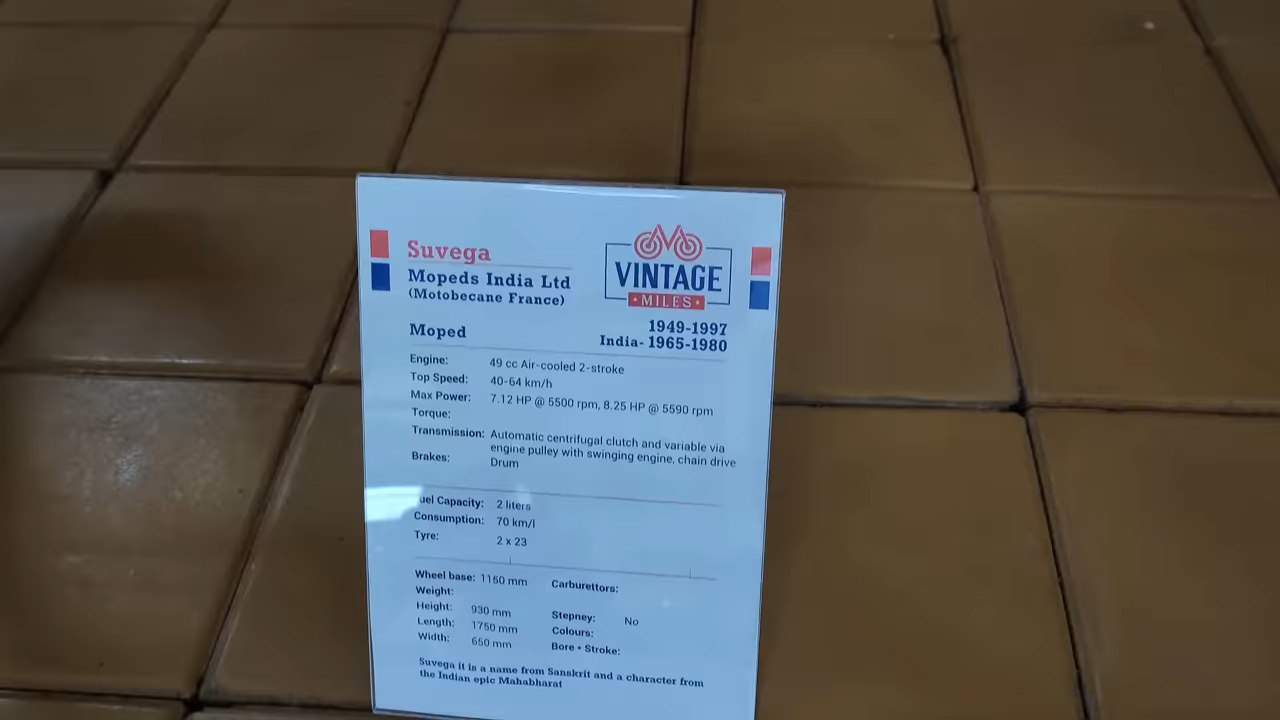 Suvega
Mopeds India Ltd
(Motobecane France)
VINTAGE
• MILES •
Moped
1949-1997
India- 1965-1980
Engine: 49 cc Air-cooled 2-stroke
Top Speed: 40-64 km/h
Max Power: 7.12 HP @ 5500 rpm, 8.25 HP @ 5590 rpm
Torque:
Transmission: Automatic centrifugal clutch and variable via
engine pulley with swinging engine, chain drive
Brakes: Drum
uel Capacity: 2 liters
Consumption: 70 km/l
Tyre: 2 x 23
Wheel base: 1150 mm Carburettors:
Weight:
Height: 930 mm Stepney: No
Length: 1750 mm Colours:
Width: 650 mm Bore • Stroke:
Suvega it is a name from Sanskrit and a character from
the Indian epic Mahabharat